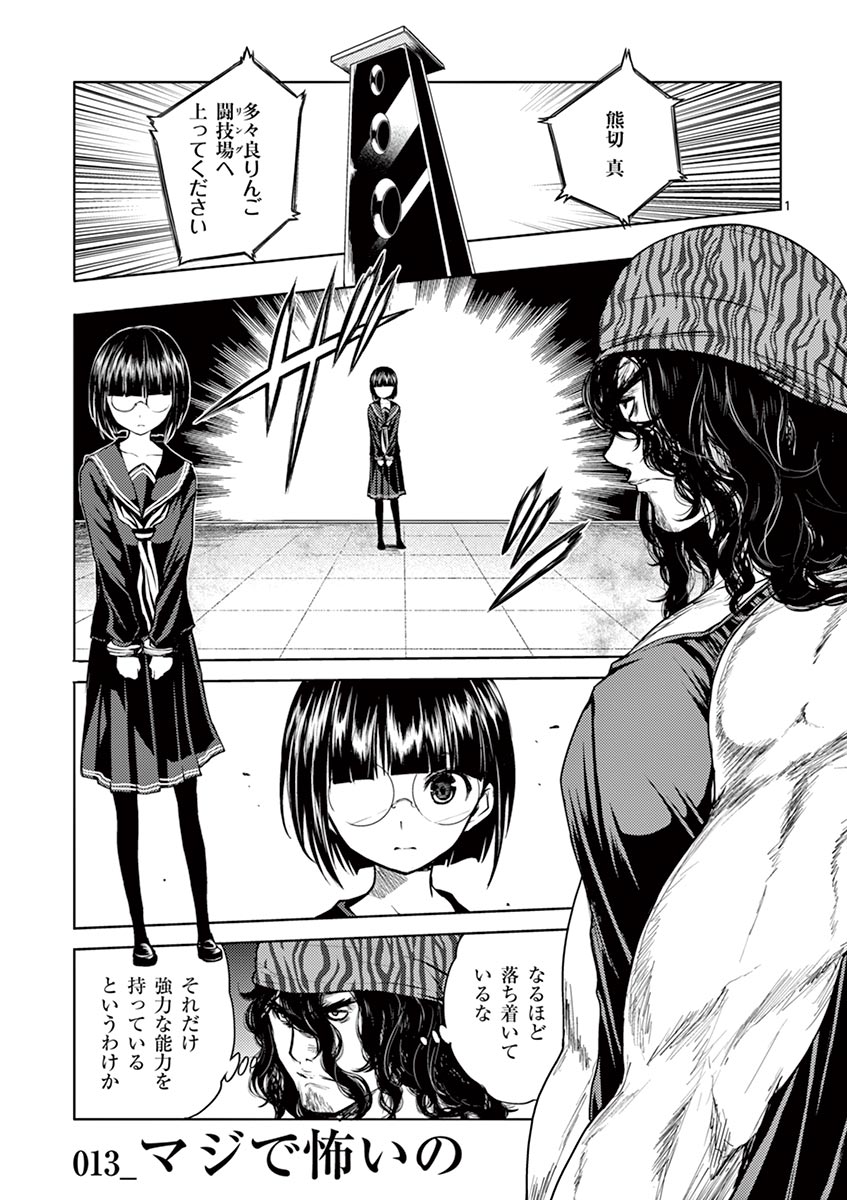 1
熊切 真
多々良りんご
闘技場へ
リング
上ってください
なるほど
落ち着いて
いるな
それだけ
強力な能力を
持っている
というわけか
013_マジで怖いの